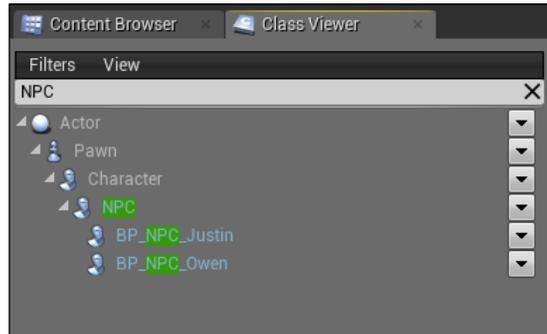 Content Browser Class Viewer
Filters View
NPC
Actor
Pawn
Character
NPC
BP_NPC_Justin
BP_NPC_Owen